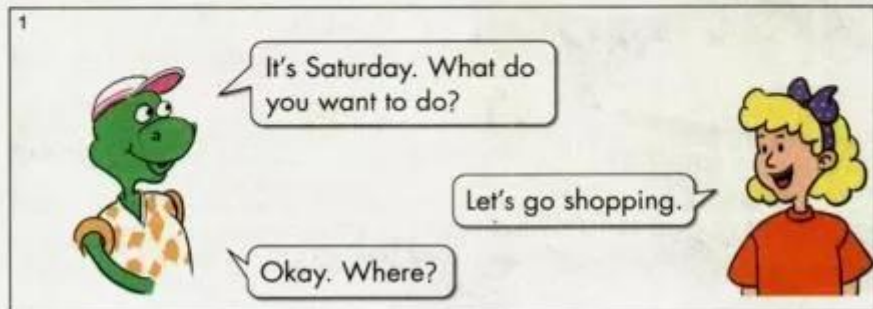 1
It's Saturday. What do
you want to do?
Let's go shopping.
Okay. Where?